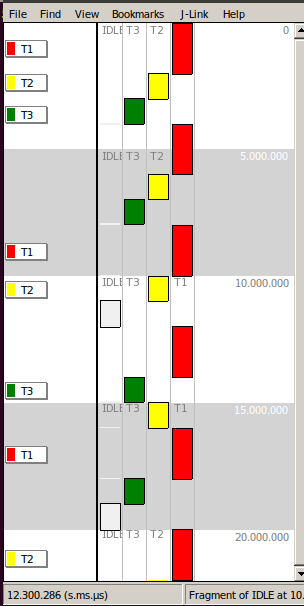 File Find View Bookmarks J-Link Help
IDLE T3 T2 0
T1
T2
T3
IDLE T3 T2 5.000.000
T1
IDLE T3 T1 10.000.000
T2
T3
IDLE T3 T1 15.000.000
T1
IDLE T3 T2 20.000.000
T2
12.300.286 (s.ms.µs) Fragment of IDLE at 10.